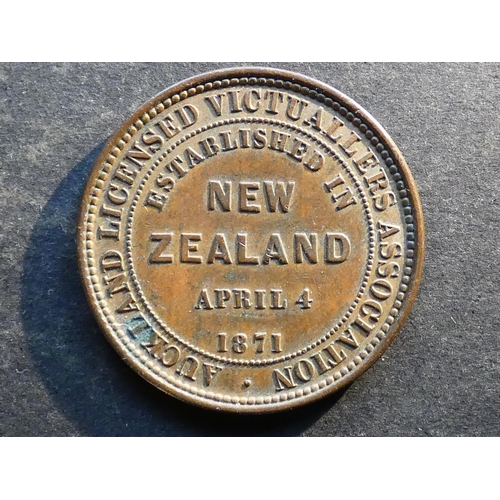 AUCKLAND LICENSED VICTUALLERS ASSOCIATION
ESTABLISHED IN
NEW
ZEALAND
APRIL 4
1871